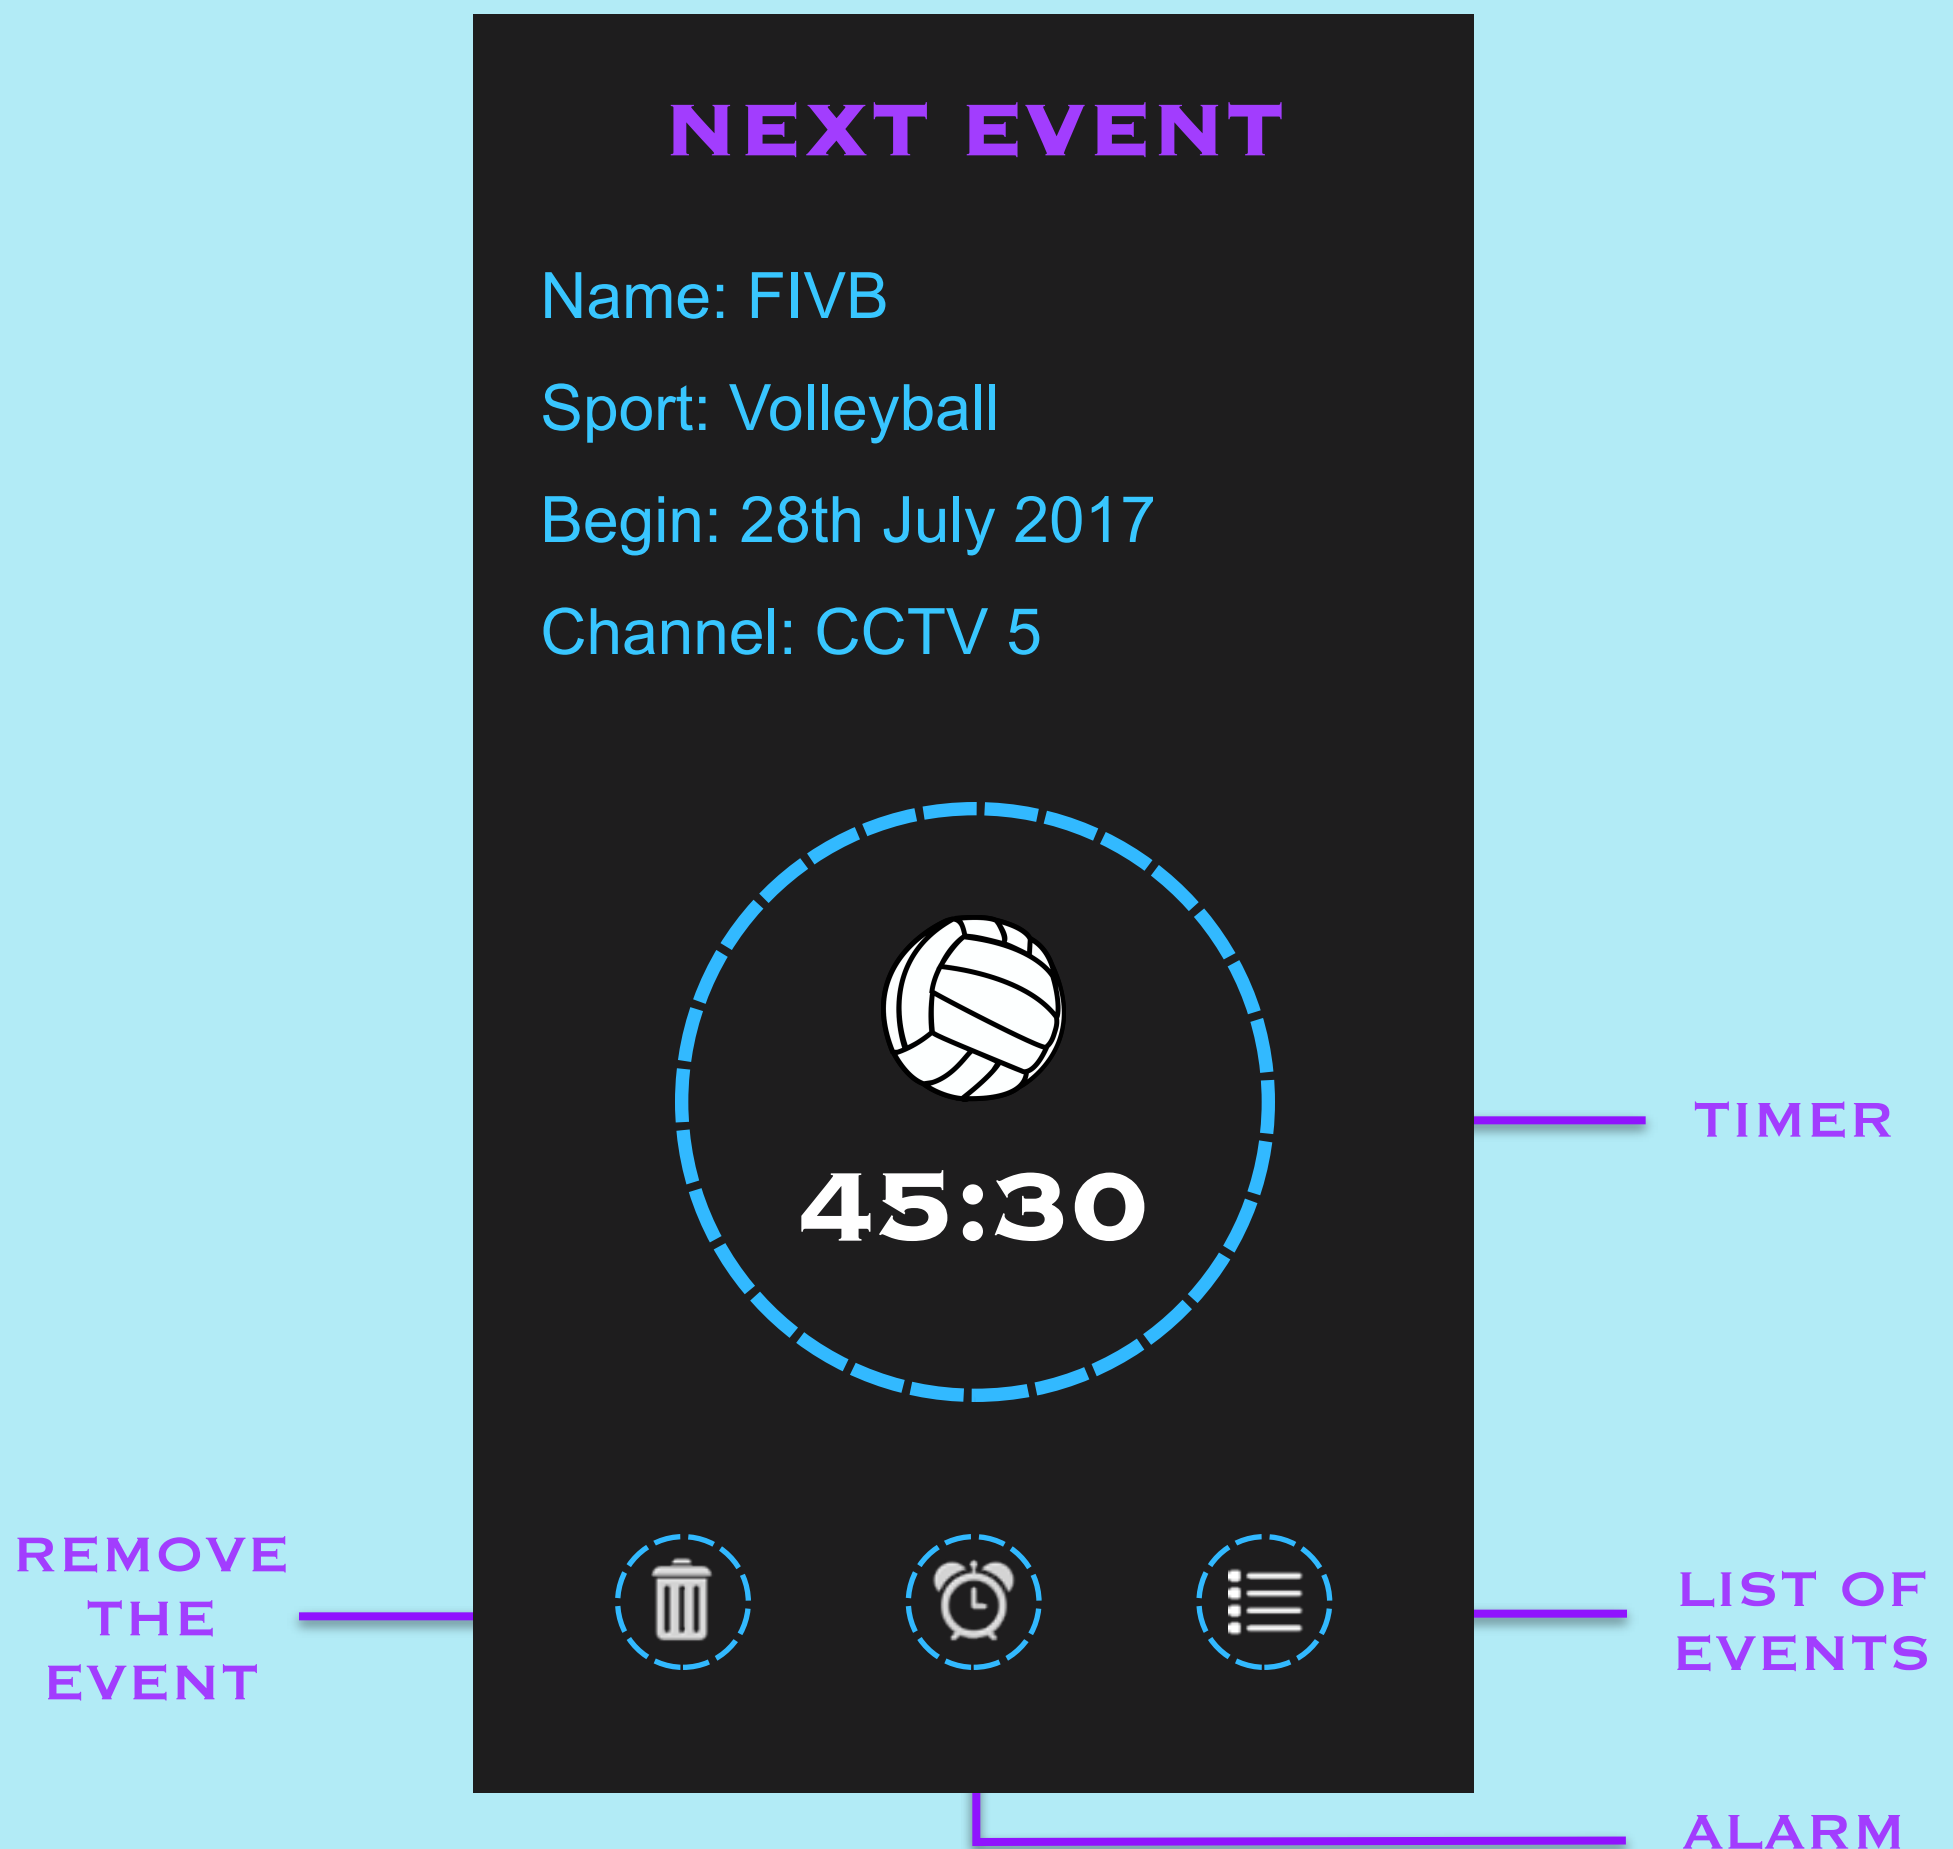 NEXT EVENT
Name: FIVB
Sport: Volleyball
Begin: 28th July 2017
Channel: CCTV 5
45:30
TIMER
REMOVE
THE
EVENT
LIST OF
EVENTS
ALARM